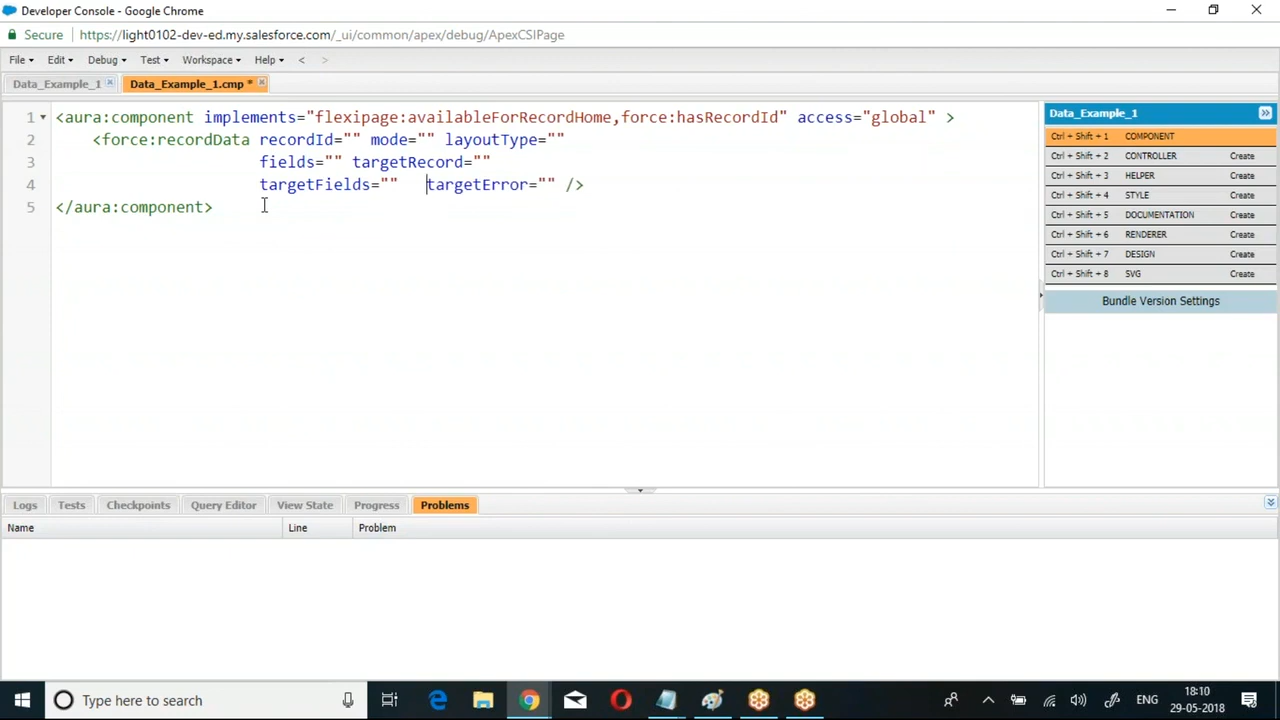 Developer Console - Google Chrome
Secure | https://light0102-dev-ed.my.salesforce.com/_ui/common/apex/debug/ApexCSIPage
File Edit Debug Test Workspace Help < >
Data_Example_1 Data_Example_1.cmp *
1 <aura:component implements="flexipage:availableForRecordHome,force:hasRecordId" access="global" >
2 <force:recordData recordId="" mode="" layoutType=""
3 fields="" targetRecord=""
4 targetFields="" targetError="" />
5 </aura:component>
Data_Example_1
Ctrl + Shift + 1 COMPONENT
Ctrl + Shift + 2 CONTROLLER Create
Ctrl + Shift + 3 HELPER Create
Ctrl + Shift + 4 STYLE Create
Ctrl + Shift + 5 DOCUMENTATION Create
Ctrl + Shift + 6 RENDERER Create
Ctrl + Shift + 7 DESIGN Create
Ctrl + Shift + 8 SVG Create
Bundle Version Settings
Logs Tests Checkpoints Query Editor View State Progress Problems
Name Line Problem
Type here to search
ENG
18:10
29-05-2018